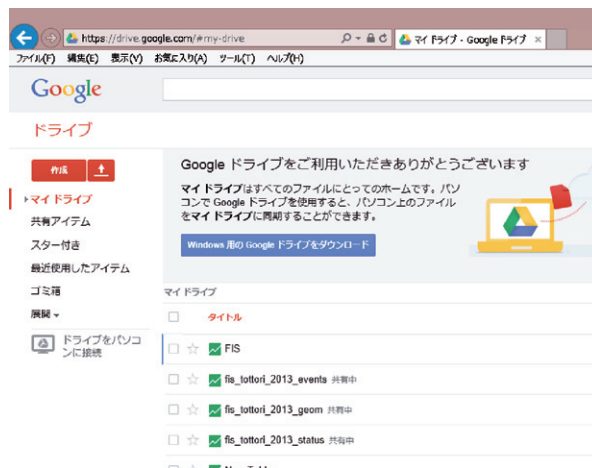 https://drive.google.com/#my-drive
マイ ドライブ - Google ドライブ ×
ファイル(F) 編集(E) 表示(V) お気に入り(A) ツール(T) ヘルプ(H)
Google
ドライブ
作成
マイ ドライブ
共有アイテム
スター付き
最近使用したアイテム
ゴミ箱
展開
ドライブをパソコ
ンに接続
Google ドライブをご利用いただきありがとうございます
マイ ドライブはすべてのファイルにとってのホームです。パソ
コンで Google ドライブを使用すると、パソコン上のファイル
をマイ ドライブに同期することができます。
Windows 用の Google ドライブをダウンロード
マイ ドライブ
タイトル
FIS
fis_tottori_2013_events 共有中
fis_tottori_2013_geom 共有中
fis_tottori_2013_status 共有中